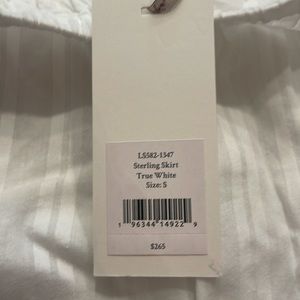 LS582-1347
Sterling Skirt
True White
Size: S
1 96344 14922 9
$265